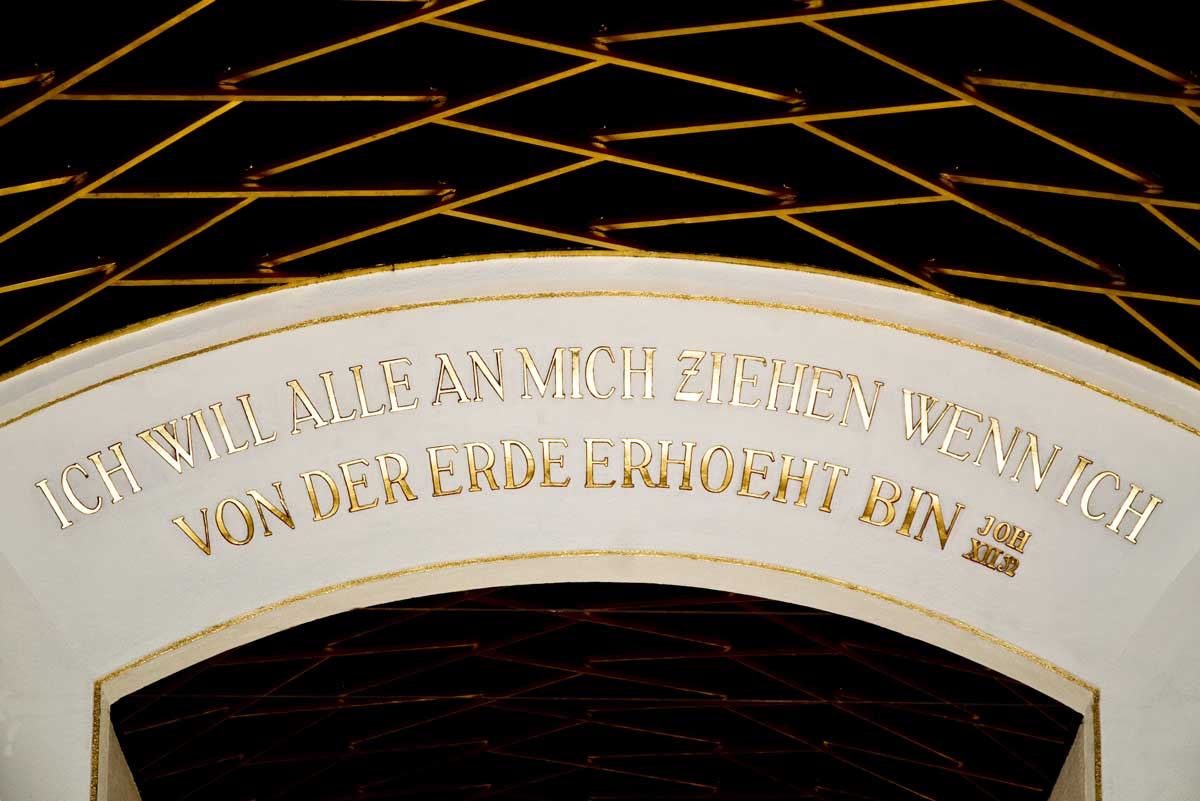 ICH WILL ALLE AN MICH ZIEHEN WENN ICH
VON DER ERDE ERHOEHT BIN
JOH
XII 32